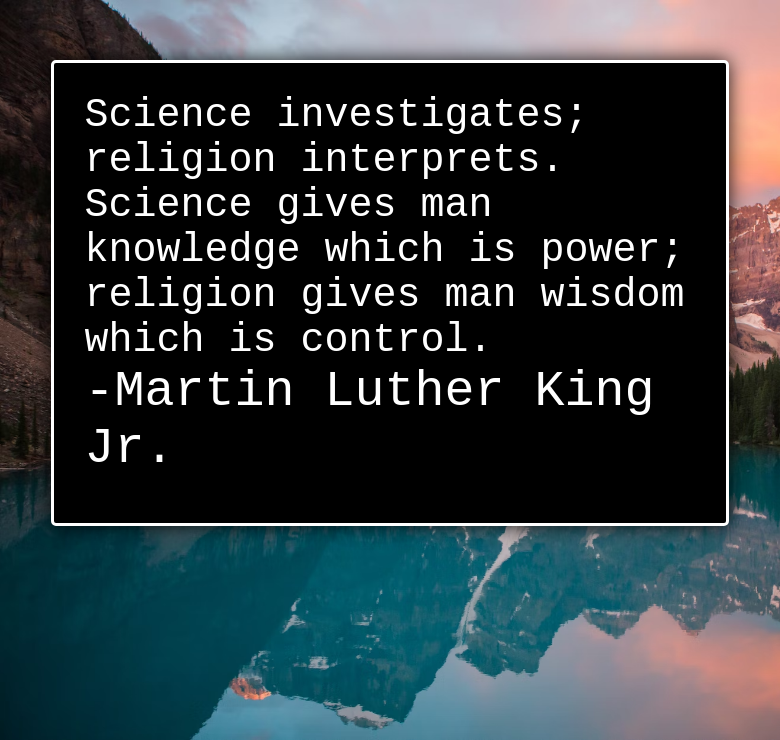 Science investigates;
religion interprets.
Science gives man
knowledge which is power;
religion gives man wisdom
which is control.
-Martin Luther King
Jr.